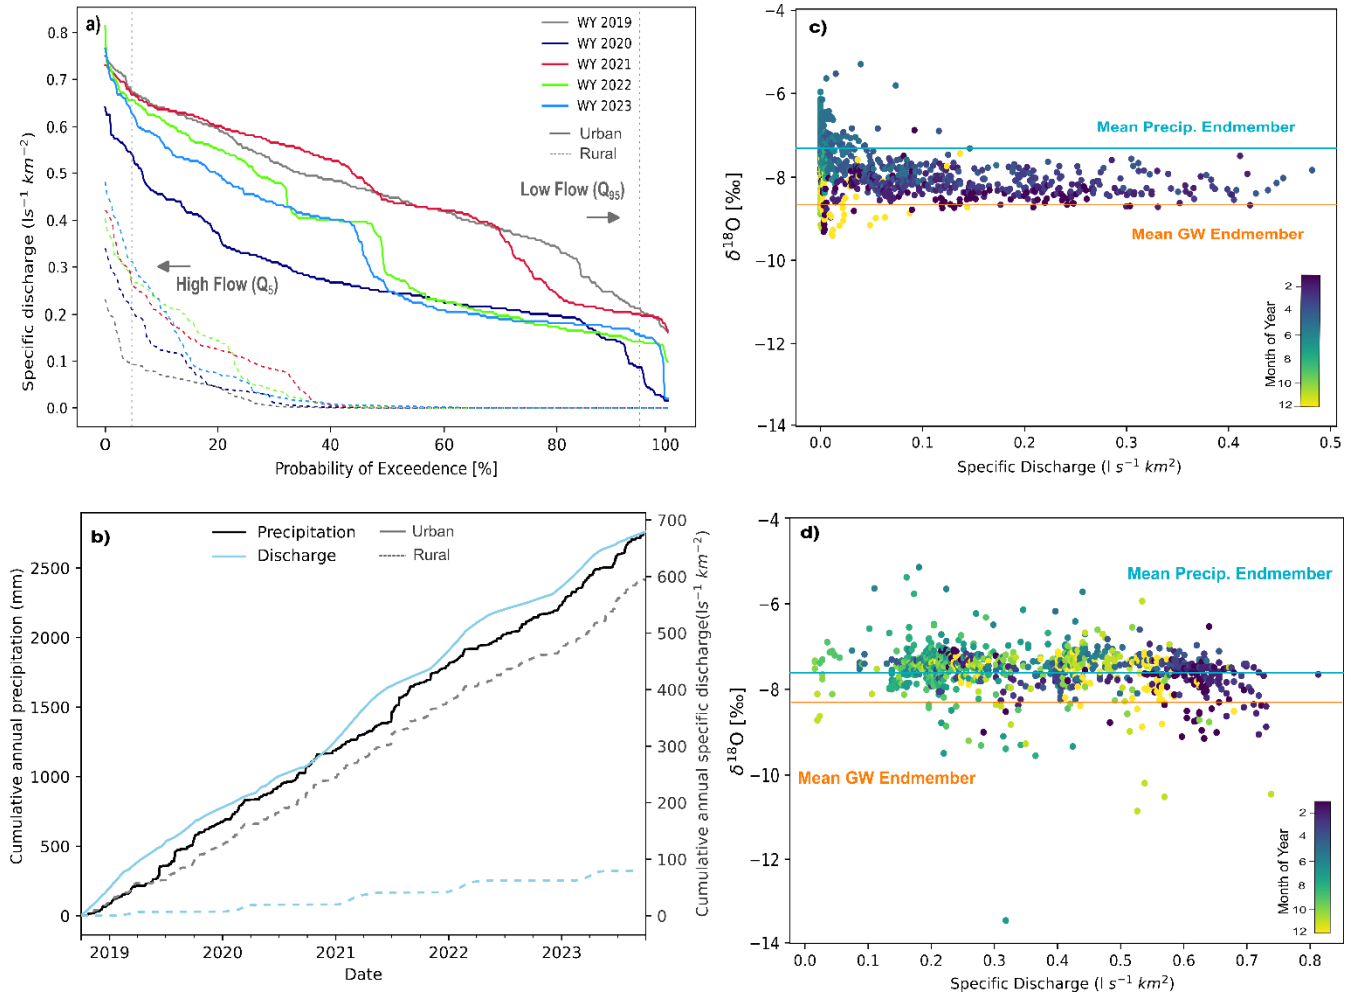 a)
WY 2019
WY 2020
WY 2021
WY 2022
WY 2023
Urban
Rural
Low Flow (Q95)
High Flow (Q5)
Specific discharge (ls−1 km−2)
0.8
0.7
0.6
0.5
0.4
0.3
0.2
0.1
0.0
0 20 40 60 80 100
Probability of Exceedence [%]
c)
Mean Precip. Endmember
Mean GW Endmember
δ18O [‰]
−4
−6
−8
−10
−12
−14
Month of Year
2
4
6
8
10
12
0.0 0.1 0.2 0.3 0.4 0.5
Specific Discharge (l s−1 km2)
b)
Precipitation
Discharge
Urban
Rural
Cumulative annual precipitation (mm)
2500
2000
1500
1000
500
0
Cumulative annual specific discharge(ls−1 km−2)
700
600
500
400
300
200
100
0
2019 2020 2021 2022 2023
Date
d)
Mean Precip. Endmember
Mean GW Endmember
δ18O [‰]
−4
−6
−8
−10
−12
−14
Month of Year
2
4
6
8
10
12
0.0 0.1 0.2 0.3 0.4 0.5 0.6 0.7 0.8
Specific Discharge (l s−1 km2)